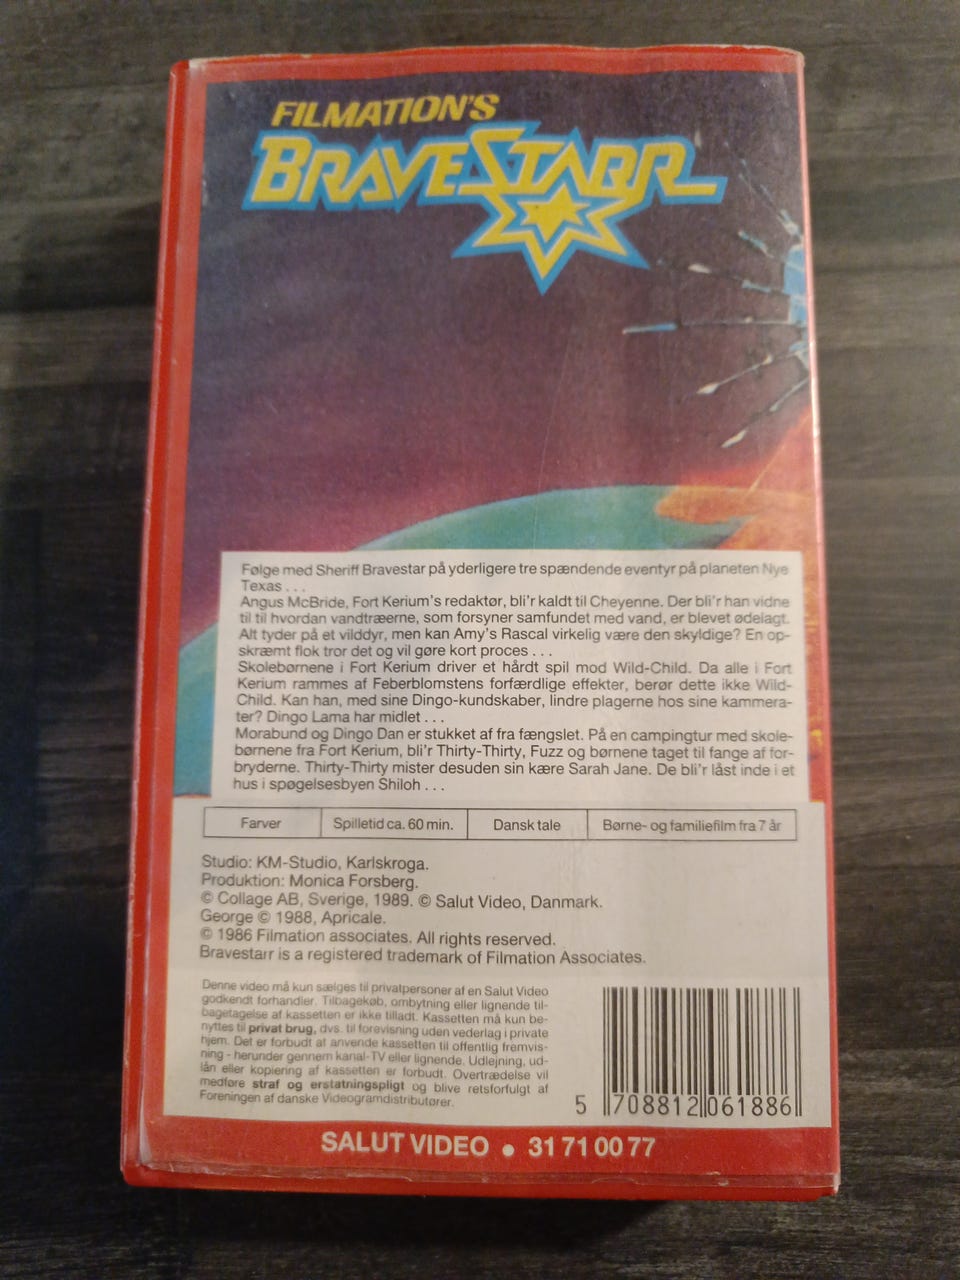 FILMATION'S
BRAVESTARR
Følge med Sheriff Bravestar på yderligere tre spændende eventyr på planeten Nye
Texas . . .
Angus McBride, Fort Kerium's redaktør, bli'r kaldt til Cheyenne. Der bli'r han vidne
til til hvordan vandtræerne, som forsyner samfundet med vand, er blevet ødelagt.
Alt tyder på et vilddyr, men kan Amy's Rascal virkelig være den skyldige? En op-
skræmt flok tror det og vil gøre kort proces . . .
Skolebørnene i Fort Kerium driver et hårdt spil mod Wild-Child. Da alle i Fort
Kerium rammes af Feberblomstens forfærdlige effekter, berør dette ikke Wild-
Child. Kan han, med sine Dingo-kundskaber, lindre plagerne hos sine kammera-
ter? Dingo Lama har midlet . . .
Morabund og Dingo Dan er stukket af fra fængslet. På en campingtur med skole-
børnene fra Fort Kerium, bli'r Thirty-Thirty, Fuzz og børnene taget til fange af for-
bryderne. Thirty-Thirty mister desuden sin kære Sarah Jane. De bli'r låst inde i et
hus i spøgelsesbyen Shiloh . . .
Farver
Spilletid ca. 60 min.
Dansk tale
Børne- og familiefilm fra 7 år
Studio: KM-Studio, Karlskroga.
Produktion: Monica Forsberg.
© Collage AB, Sverige, 1989. © Salut Video, Danmark.
George © 1988, Apricale.
© 1986 Filmation associates. All rights reserved.
Bravestarr is a registered trademark of Filmation Associates.
Denne video må kun sælges til privatpersoner af en Salut Video
godkendt forhandler. Tilbagekøb, ombytning eller lignende til-
bagetagelse af kassetten er ikke tilladt. Kassetten må kun be-
nyttes til privat brug, dvs. til forevisning uden vederlag i private
hjem. Det er forbudt at anvende kassetten til offentlig fremvis-
ning - herunder gennem kanal-TV eller lignende. Udlejning, ud-
lån eller kopiering af kassetten er forbudt. Overtrædelse vil
medføre straf og erstatningspligt og blive retsforfulgt af
Foreningen af danske Videogramdistributører.
5 708812 061886
SALUT VIDEO • 31 71 00 77